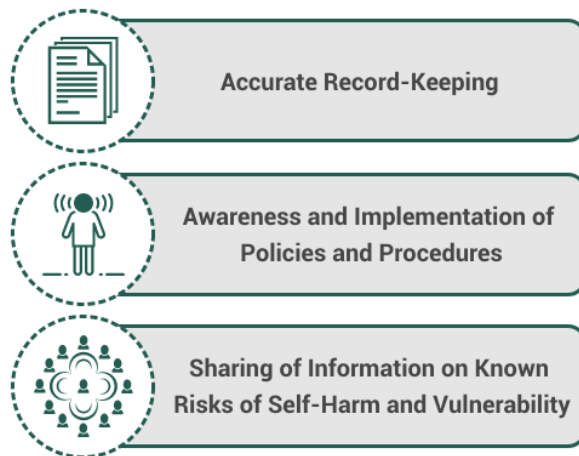 Accurate Record-Keeping
Awareness and Implementation of
Policies and Procedures
Sharing of Information on Known
Risks of Self-Harm and Vulnerability